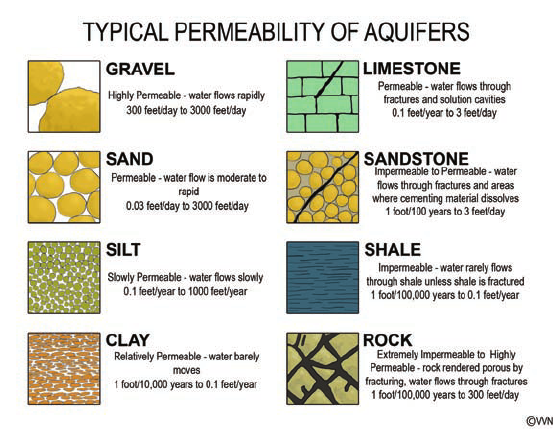 TYPICAL PERMEABILITY OF AQUIFERS
GRAVEL
Highly Permeable - water flows rapidly
300 feet/day to 3000 feet/day
SAND
Permeable - water flow is moderate to
rapid
0.03 feet/day to 3000 feet/day
SILT
Slowly Permeable - water flows slowly
0.1 feet/year to 1000 feet/year
CLAY
Relatively Permeable - water barely
moves
1 foot/10,000 years to 0.1 feet/year
LIMESTONE
Permeable - water flows through
fractures and solution cavities
0.1 feet/year to 3 feet/day
SANDSTONE
Impermeable to Permeable - water
flows through fractures and areas
where cementing material dissolves
1 foot/100 years to 3 feet/day
SHALE
Impermeable - water rarely flows
through shale unless shale is fractured
1 foot/100,000 years to 0.1 feet/year
ROCK
Extremely Impermeable to Highly
Permeable - rock rendered porous by
fracturing, water flows through fractures
1 foot/100,000 years to 300 feet/day
©VVN